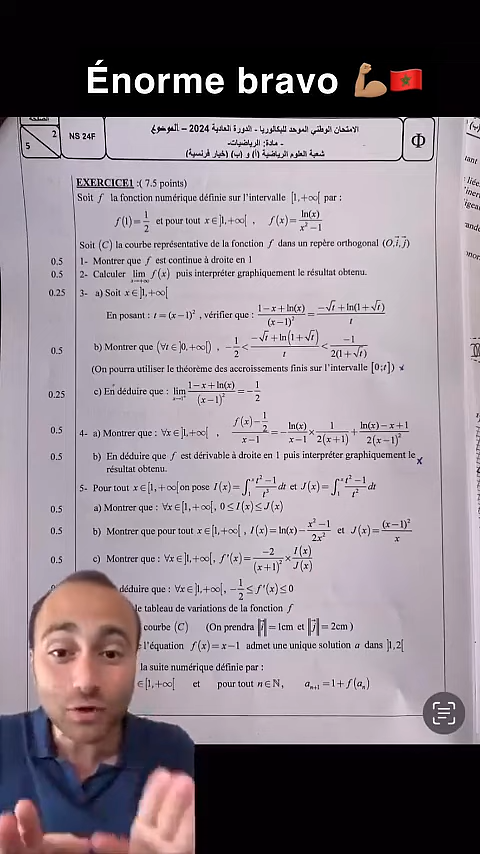 Énorme bravo 💪🏽🇲🇦
الصفحة
2
5
NS 24F
الامتحان الوطني الموحد للبكالوريا - الدورة العادية 2024 – الموضوع
- مادة: الرياضيات-
شعبة العلوم الرياضية (أ) و (ب) (خيار فرنسية)
Φ
EXERCICE1 :( 7.5 points)
Soit f la fonction numérique définie sur l'intervalle [1,+∞[ par :
f(1)=1/2 et pour tout x∈]1,+∞[ , f(x)=ln(x)/(x²−1)
Soit (C) la courbe représentative de la fonction f dans un repère orthogonal (O,i⃗,j⃗)
0.5 1- Montrer que f est continue à droite en 1
0.5 2- Calculer lim x→+∞ f(x) puis interpréter graphiquement le résultat obtenu.
0.25 3- a) Soit x∈]1,+∞[
En posant : t=(x−1)² , vérifier que : (1−x+ln(x))/(x−1)² = (−√t+ln(1+√t))/t
0.5 b) Montrer que (∀t∈]0,+∞[) , −1/2 < (−√t+ln(1+√t))/t < −1/(2(1+√t))
(On pourra utiliser le théorème des accroissements finis sur l'intervalle [0;t])
0.25 c) En déduire que : lim x→1⁺ (1−x+ln(x))/(x−1)² = −1/2
0.5 4- a) Montrer que : ∀x∈]1,+∞[ , (f(x)−1/2)/(x−1) = −ln(x)/(x−1) × 1/(2(x+1)) + (ln(x)−x+1)/(2(x−1)²)
0.5 b) En déduire que f est dérivable à droite en 1 puis interpréter graphiquement le
résultat obtenu.
5- Pour tout x∈[1,+∞[ on pose I(x)=∫₁ˣ (t²−1)/t³ dt et J(x)=∫₁ˣ (t²−1)/t² dt
0.5 a) Montrer que : ∀x∈[1,+∞[ , 0≤I(x)≤J(x)
0.5 b) Montrer que pour tout x∈[1,+∞[ , I(x)=ln(x)−(x²−1)/(2x²) et J(x)=(x−1)²/x
0.5 c) Montrer que : ∀x∈]1,+∞[, f'(x)=−2/(x+1)² × I(x)/J(x)
déduire que : ∀x∈]1,+∞[, −1/2≤f'(x)≤0
le tableau de variations de la fonction f
courbe (C) (On prendra ‖i⃗‖=1cm et ‖j⃗‖=2cm )
l'équation f(x)=x−1 admet une unique solution a dans ]1,2[
la suite numérique définie par :
∈[1,+∞[ et pour tout n∈ℕ, aₙ₊₁=1+f(aₙ)